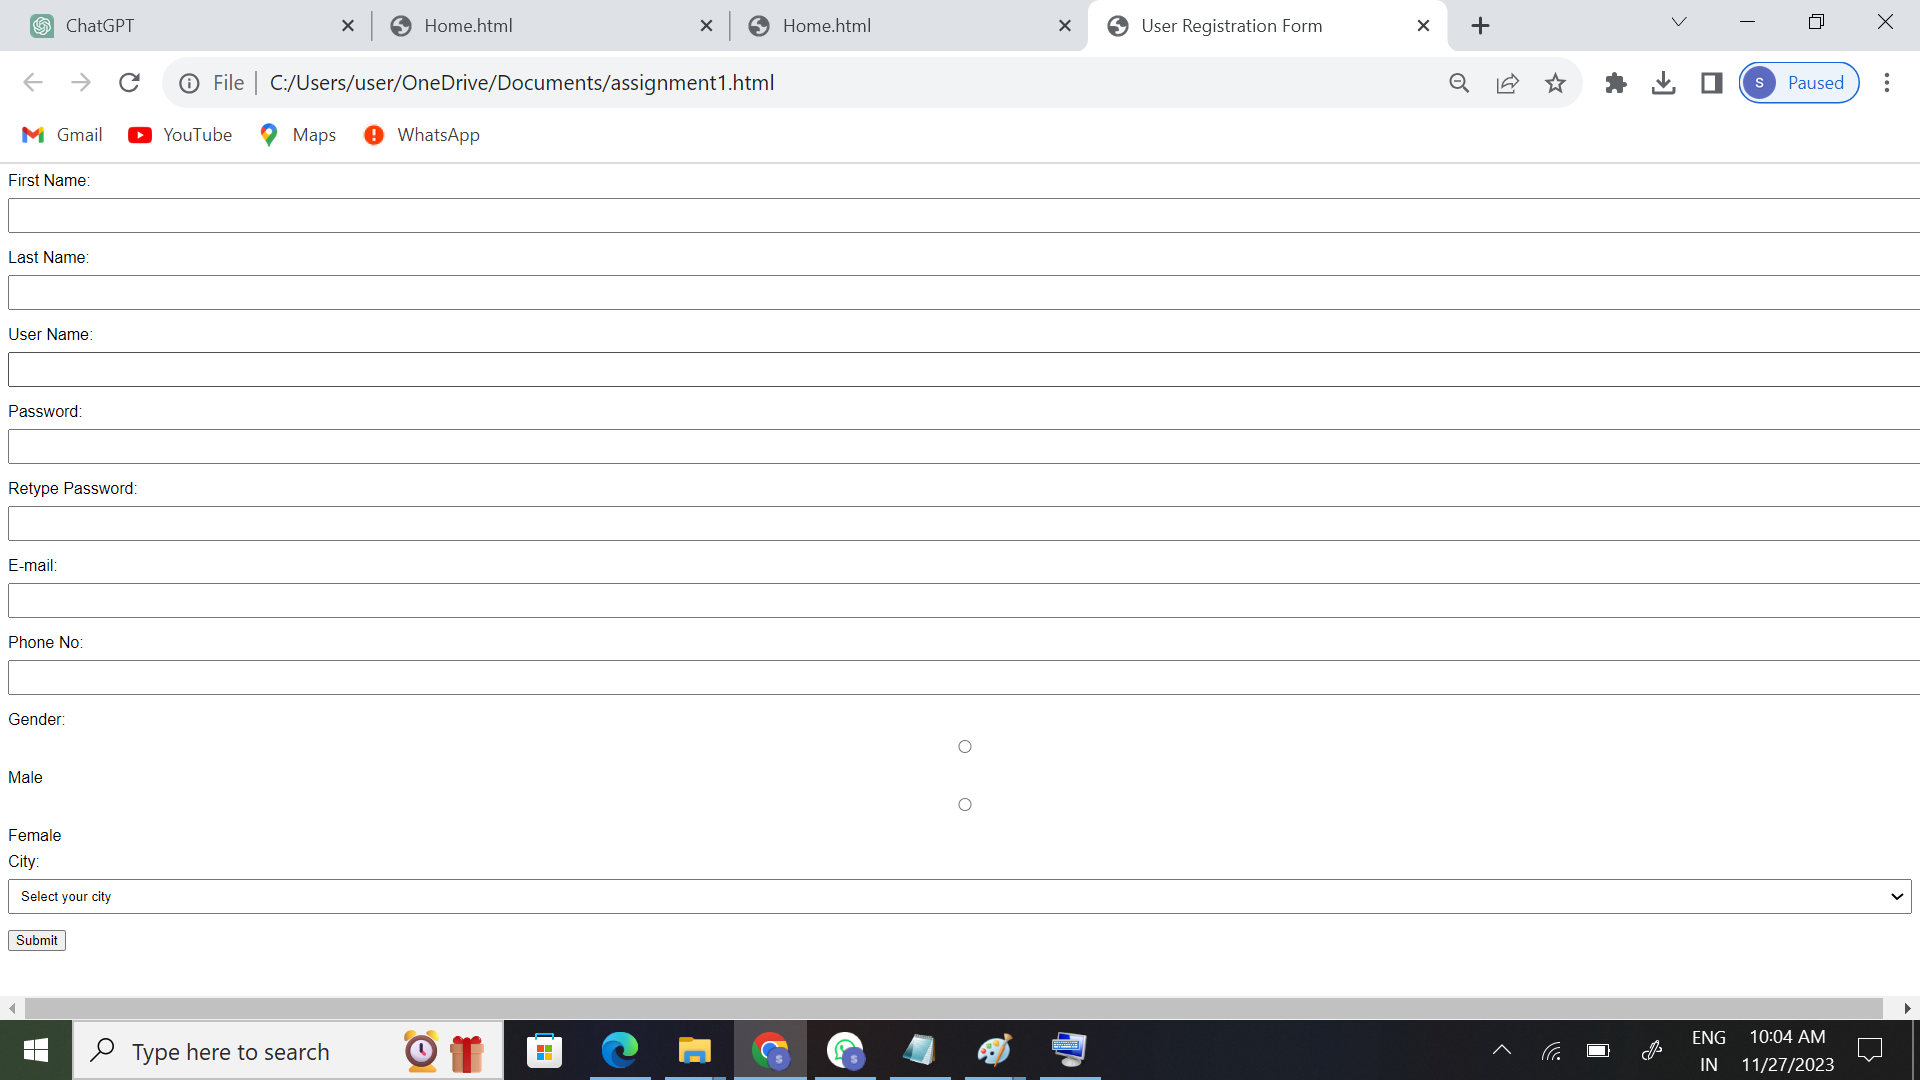 ChatGPT Home.html Home.html User Registration Form
File C:/Users/user/OneDrive/Documents/assignment1.html S Paused
Gmail YouTube Maps WhatsApp
First Name:
Last Name:
User Name:
Password:
Retype Password:
E-mail:
Phone No:
Gender:
Male
Female
City:
Select your city
Submit
Type here to search
ENG 10:04 AM
IN 11/27/2023